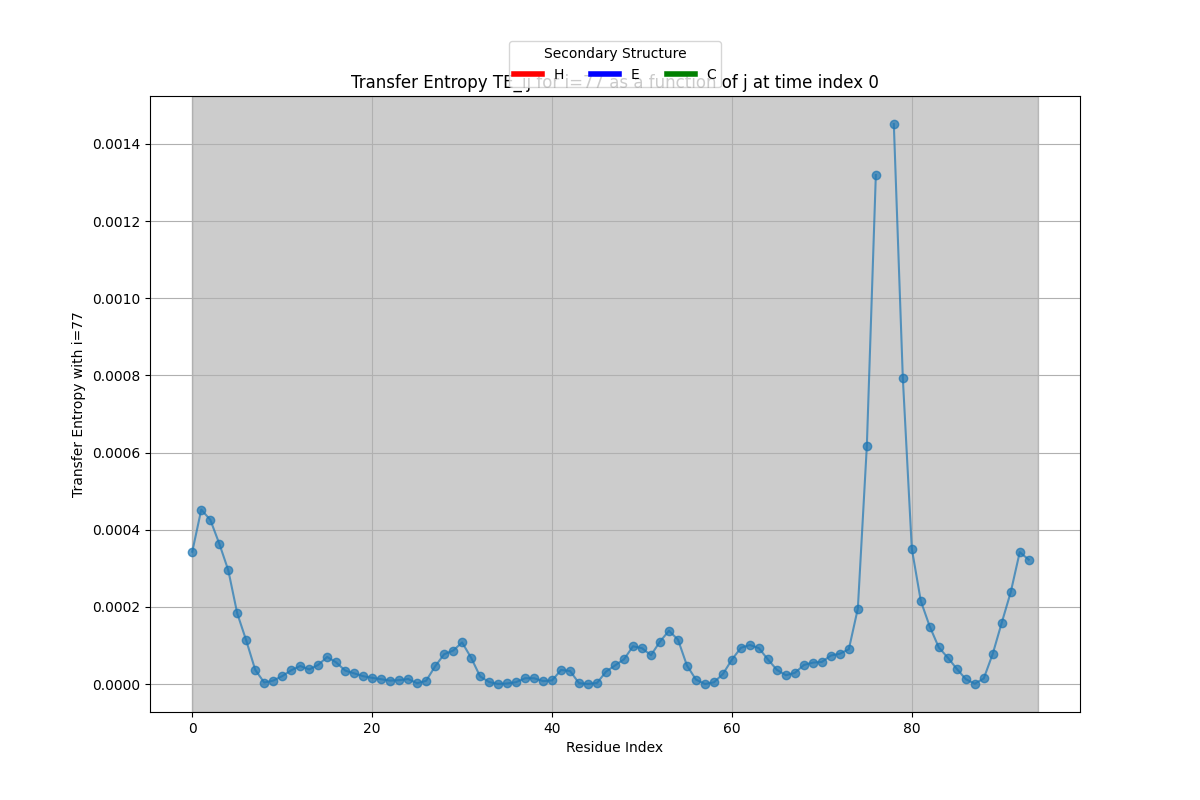 Secondary Structure
H E C
Transfer Entropy TE_ij for i=77 as a function of j at time index 0
0.0014
0.0012
0.0010
0.0008
0.0006
0.0004
0.0002
0.0000
Transfer Entropy with i=77
0 20 40 60 80
Residue Index